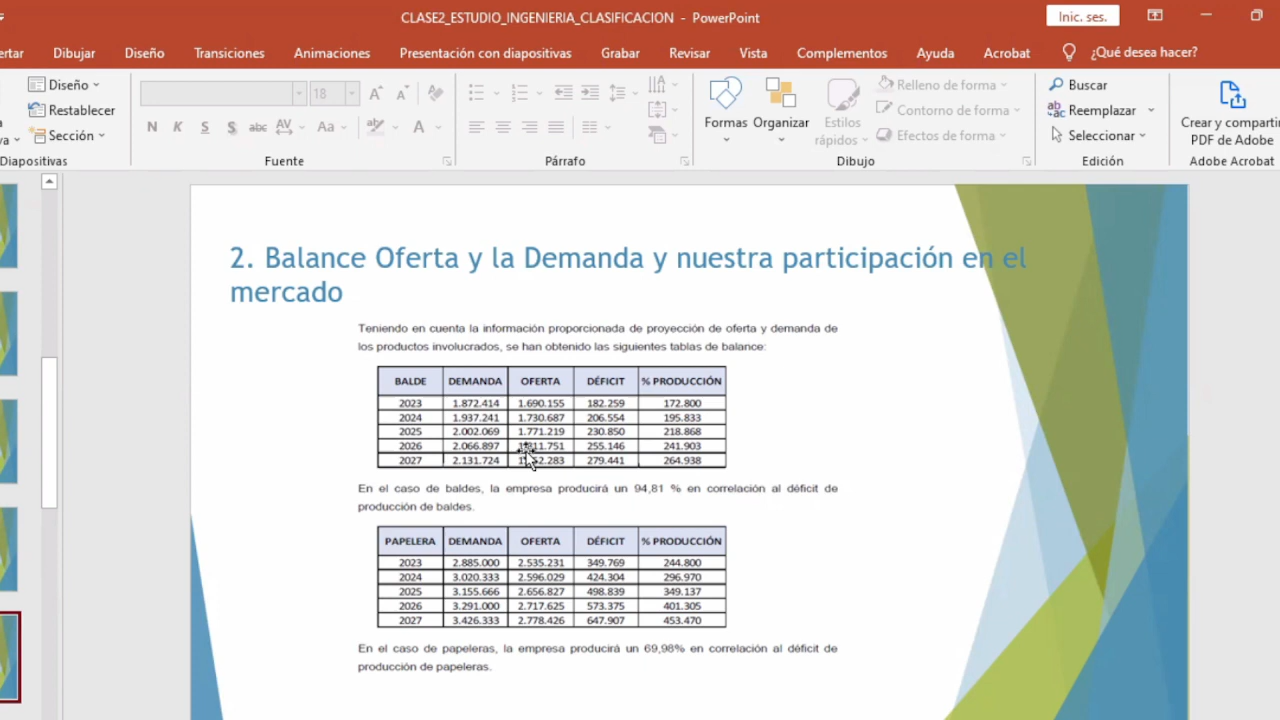 CLASE2_ESTUDIO_INGENIERIA_CLASIFICACION - PowerPoint
Inic. ses.
ertar Dibujar Diseño Transiciones Animaciones Presentación con diapositivas Grabar Revisar Vista Complementos Ayuda Acrobat ¿Qué desea hacer?
Diseño
Restablecer
Sección
Diapositivas
18
N K S S abc AV Aa A
Fuente
Párrafo
Formas Organizar Estilos rápidos
Relleno de forma
Contorno de forma
Efectos de forma
Dibujo
Buscar
Reemplazar
Seleccionar
Edición
Crear y comparti
PDF de Adobe
Adobe Acrobat
2. Balance Oferta y la Demanda y nuestra participación en el
mercado
Teniendo en cuenta la información proporcionada de proyección de oferta y demanda de
los productos involucrados, se han obtenido las siguientes tablas de balance:
BALDE DEMANDA OFERTA DÉFICIT % PRODUCCIÓN
2023 1.872.414 1.690.155 182.259 172.800
2024 1.937.241 1.730.687 206.554 195.833
2025 2.002.069 1.771.219 230.850 218.868
2026 2.066.897 255.146 241.903
2027 2.131.724 279.441 264.938
En el caso de baldes, la empresa producirá un 94,81 % en correlación al déficit de
producción de baldes.
PAPELERA DEMANDA OFERTA DÉFICIT % PRODUCCIÓN
2023 2.885.000 2.535.231 349.769 244.800
2024 3.020.333 2.596.029 424.304 296.970
2025 3.155.666 2.656.827 498.839 349.137
2026 3.291.000 2.717.625 573.375 401.305
2027 3.426.333 2.778.426 647.907 453.470
En el caso de papeleras, la empresa producirá un 69,98% en correlación al déficit de
producción de papeleras.